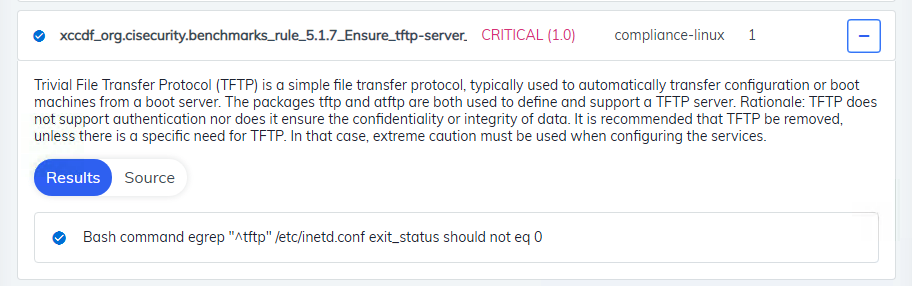 xccdf_org.cisecurity.benchmarks_rule_5.1.7_Ensure_tftp-server_ CRITICAL (1.0) compliance-linux 1
Trivial File Transfer Protocol (TFTP) is a simple file transfer protocol, typically used to automatically transfer configuration or boot
machines from a boot server. The packages tftp and atftp are both used to define and support a TFTP server. Rationale: TFTP does
not support authentication nor does it ensure the confidentiality or integrity of data. It is recommended that TFTP be removed,
unless there is a specific need for TFTP. In that case, extreme caution must be used when configuring the services.
Results Source
Bash command egrep "^tftp" /etc/inetd.conf exit_status should not eq 0